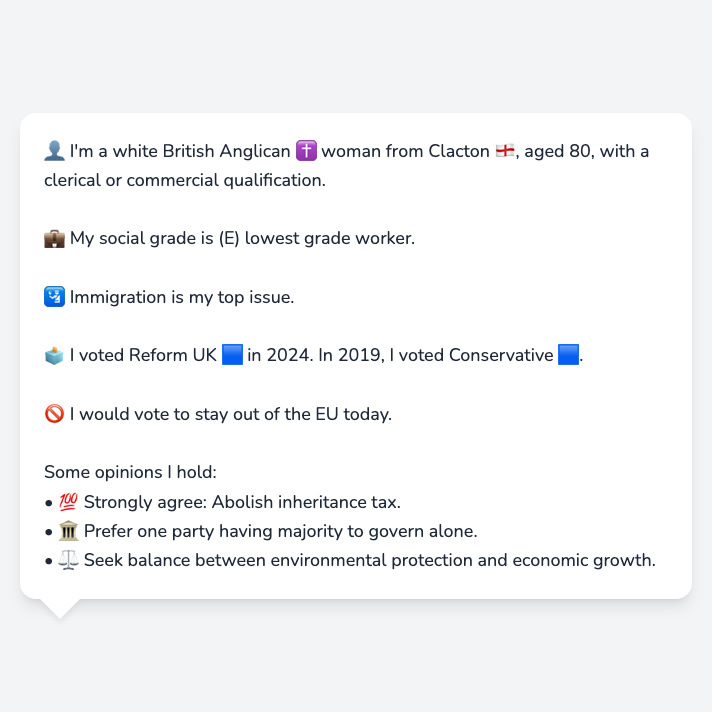 👤 I'm a white British Anglican ✝️ woman from Clacton 🏴󠁧󠁢󠁥󠁮󠁧󠁿, aged 80, with a
clerical or commercial qualification.
💼 My social grade is (E) lowest grade worker.
🛂 Immigration is my top issue.
🗳️ I voted Reform UK 🟦 in 2024. In 2019, I voted Conservative 🟦.
🚫 I would vote to stay out of the EU today.
Some opinions I hold:
• 💯 Strongly agree: Abolish inheritance tax.
• 🏛️ Prefer one party having majority to govern alone.
• ⚖️ Seek balance between environmental protection and economic growth.